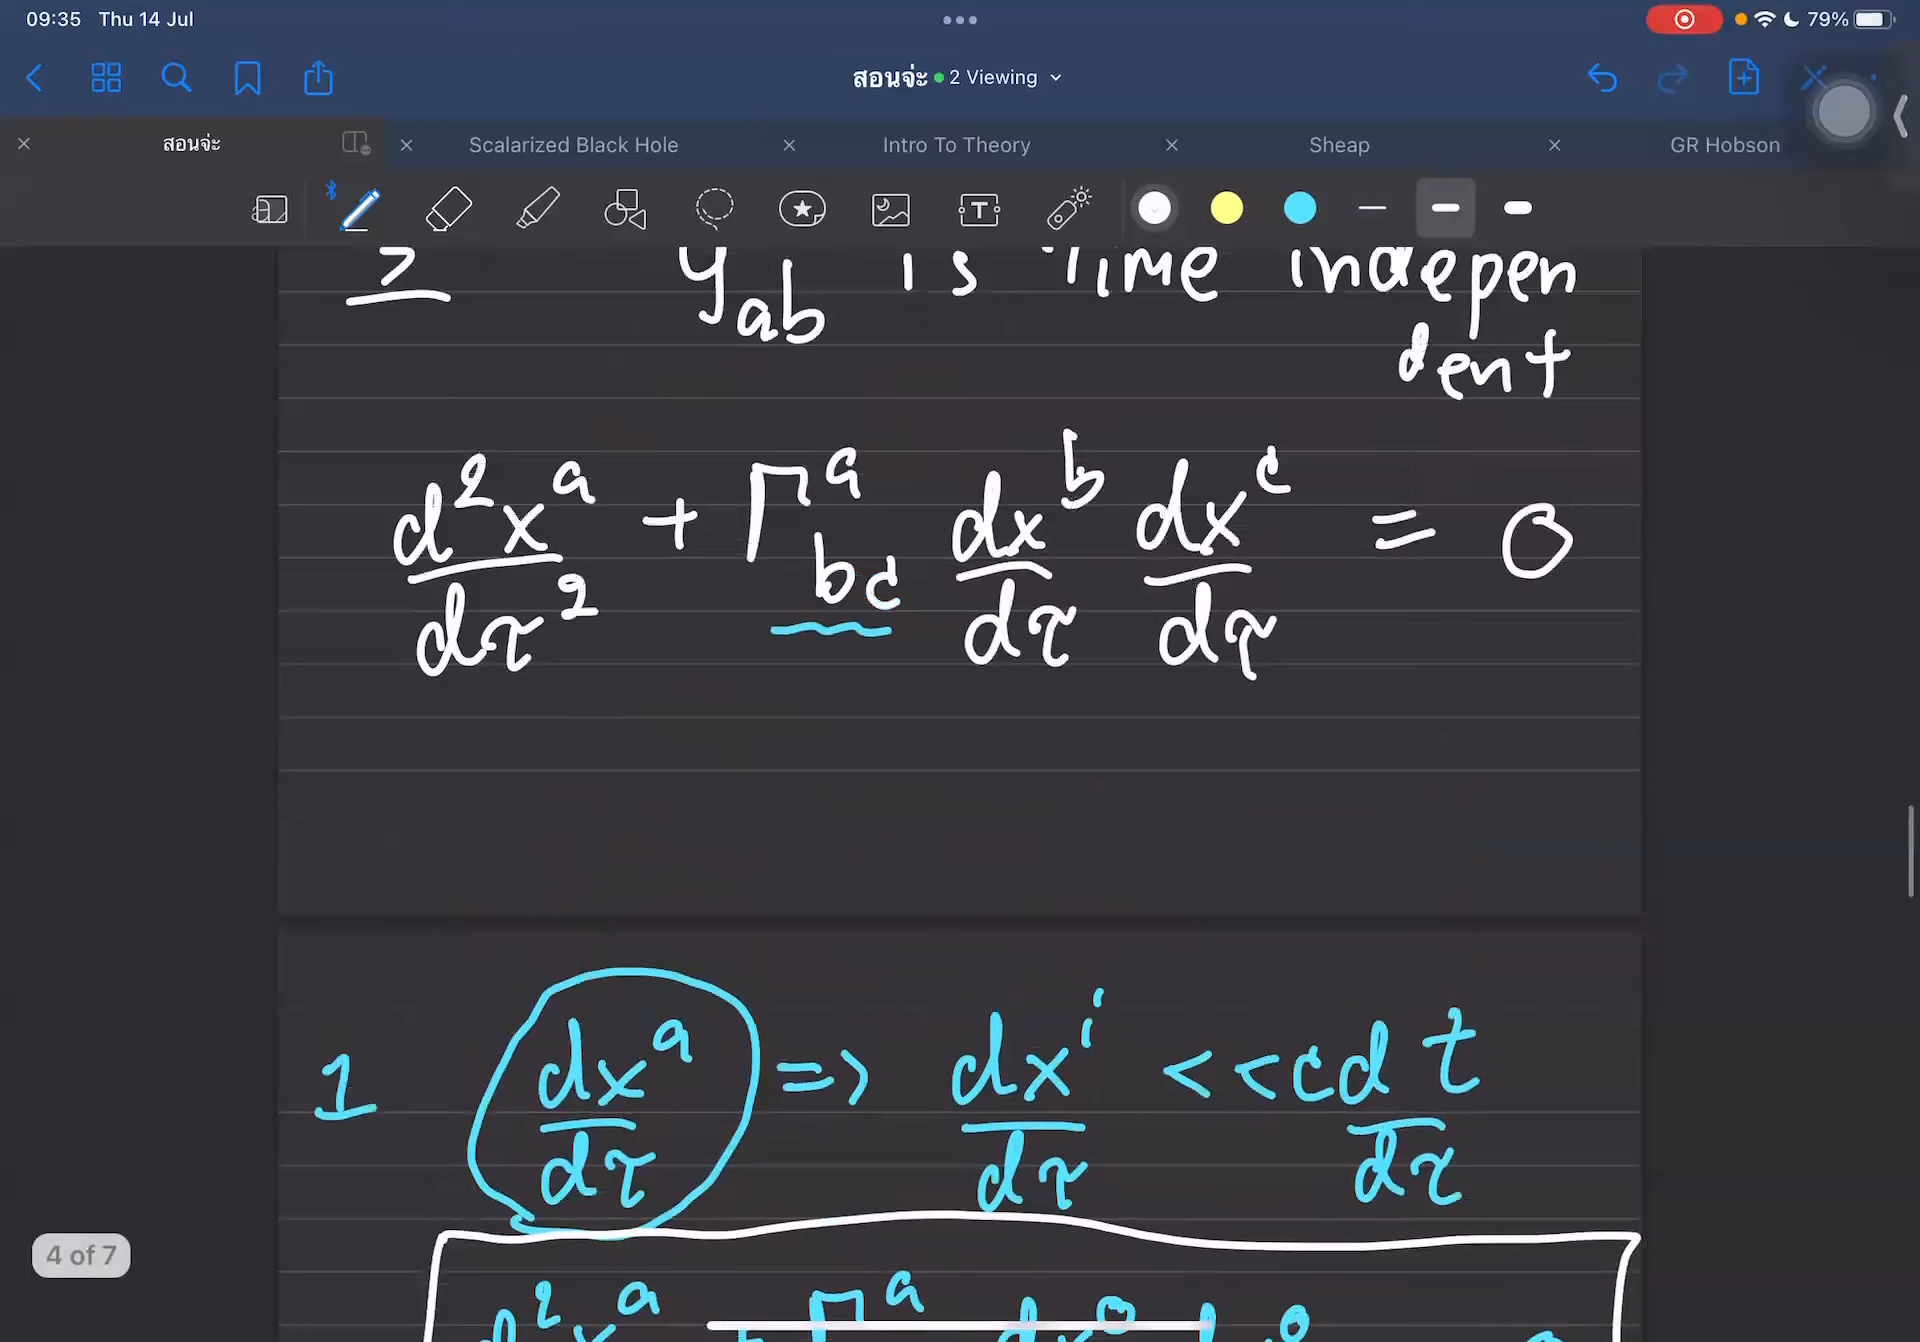 09:35 Thu 14 Jul 79%
สอนจ่ะ 2 Viewing
สอนจ่ะ Scalarized Black Hole Intro To Theory Sheap GR Hobson
g_ab is Time indepen
dent
d²x^a/dτ² + Γ^a_bc dx^b/dτ dx^c/dτ = 0
1 dx^a/dτ => dx^i/dτ <<c dt/dτ
4 of 7